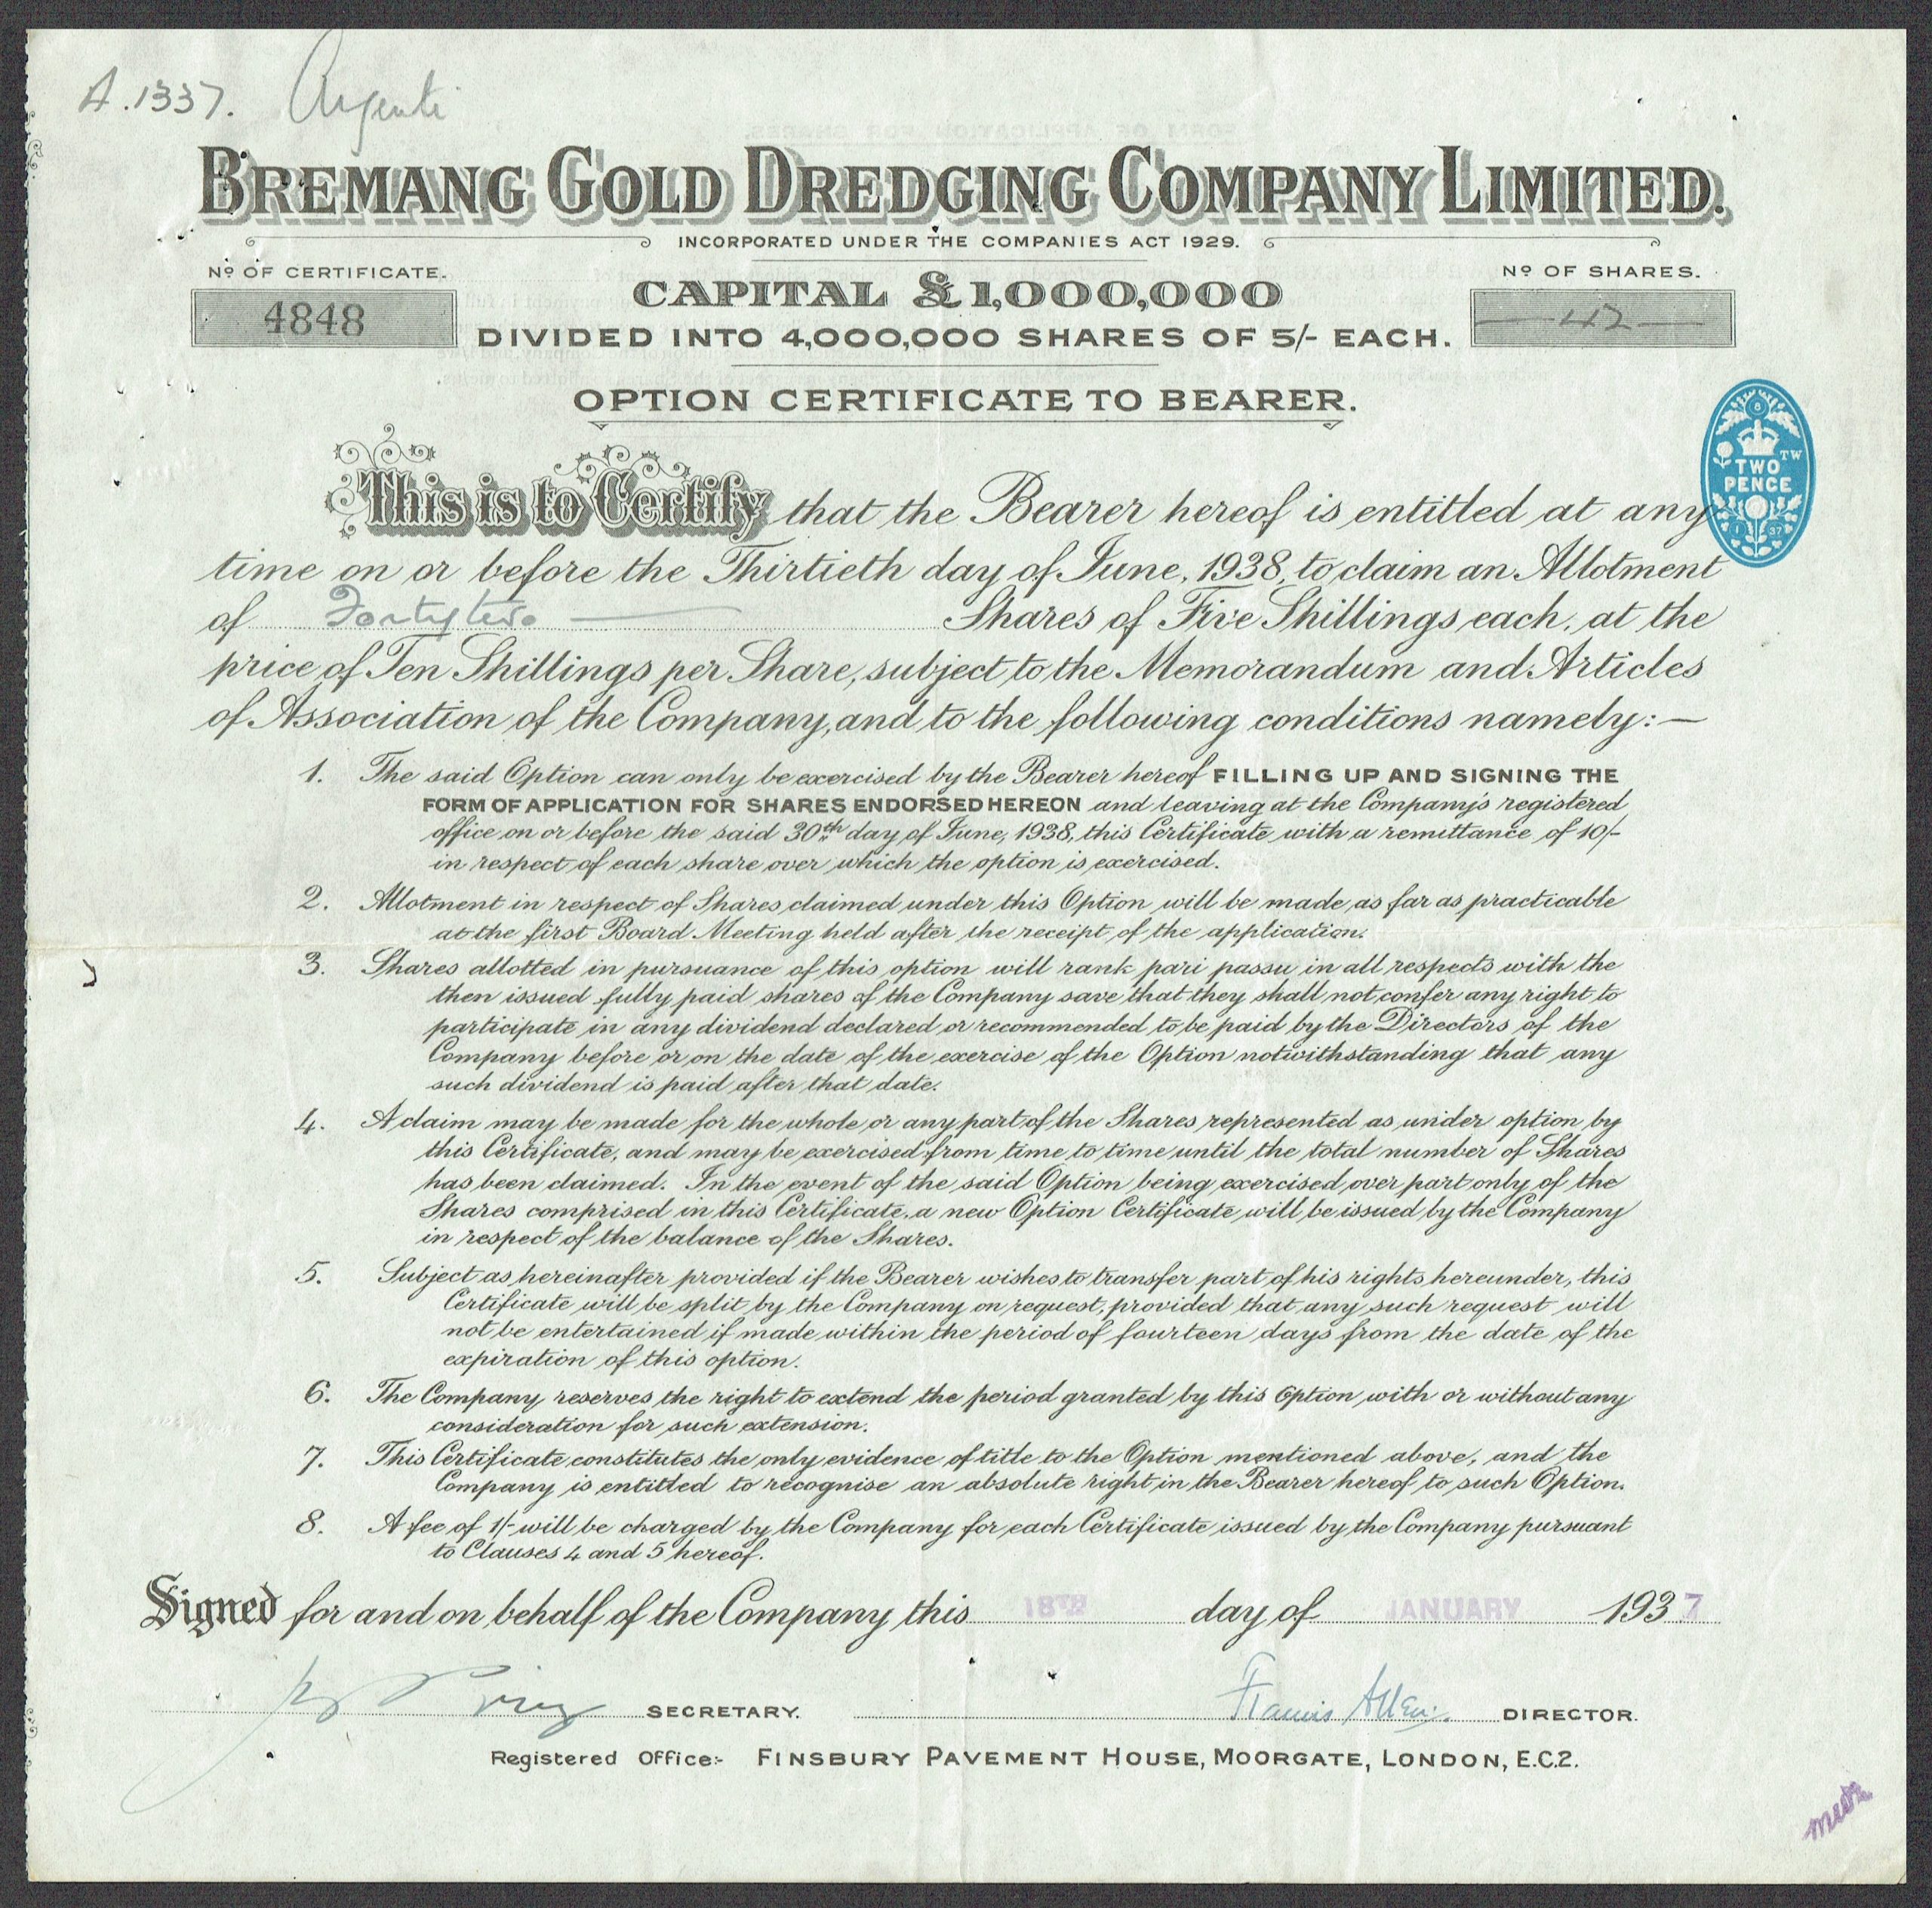 A.1337. Argenti
BREMANG GOLD DREDGING COMPANY LIMITED.
INCORPORATED UNDER THE COMPANIES ACT 1929.
Nº OF CERTIFICATE.
4848
CAPITAL £1,000,000
DIVIDED INTO 4,000,000 SHARES OF 5/- EACH.
Nº OF SHARES.
42
OPTION CERTIFICATE TO BEARER.
TW
TWO
PENCE
8
1 37
This is to Certify that the Bearer hereof is entitled at any
time on or before the Thirtieth day of June, 1938, to claim an Allotment
of Forty two Shares of Five Shillings each, at the
price of Ten Shillings per Share, subject to the Memorandum and Articles
of Association of the Company, and to the following conditions namely:—
1. The said Option can only be exercised by the Bearer hereof FILLING UP AND SIGNING THE
FORM OF APPLICATION FOR SHARES ENDORSED HEREON and leaving at the Company's registered
office on or before the said 30th day of June, 1938, this Certificate with a remittance of 10/-
in respect of each share over which the option is exercised.
2. Allotment in respect of Shares claimed under this Option will be made, as far as practicable
at the first Board Meeting held after the receipt of the application.
3. Shares allotted in pursuance of this option will rank pari passu in all respects with the
then issued fully paid shares of the Company save that they shall not confer any right to
participate in any dividend declared or recommended to be paid by the Directors of the
Company before or on the date of the exercise of the Option notwithstanding that any
such dividend is paid after that date.
4. A claim may be made for the whole or any part of the Shares represented as under option by
this Certificate, and may be exercised from time to time until the total number of Shares
has been claimed. In the event of the said Option being exercised over part only of the
Shares comprised in this Certificate, a new Option Certificate will be issued by the Company
in respect of the balance of the Shares.
5. Subject as hereinafter provided if the Bearer wishes to transfer part of his rights hereunder, this
Certificate will be split by the Company on request, provided that any such request will
not be entertained if made within the period of fourteen days from the date of the
expiration of this option.
6. The Company reserves the right to extend the period granted by this Option with or without any
consideration for such extension.
7. This Certificate constitutes the only evidence of title to the Option mentioned above, and the
Company is entitled to recognise an absolute right in the Bearer hereof to such Option.
8. A fee of 1/- will be charged by the Company for each Certificate issued by the Company pursuant
to Clauses 4 and 5 hereof.
Signed for and on behalf of the Company this 18TH day of JANUARY 1937
SECRETARY. Francis Allen DIRECTOR.
Registered Office:- FINSBURY PAVEMENT HOUSE, MOORGATE, LONDON, E.C.2.